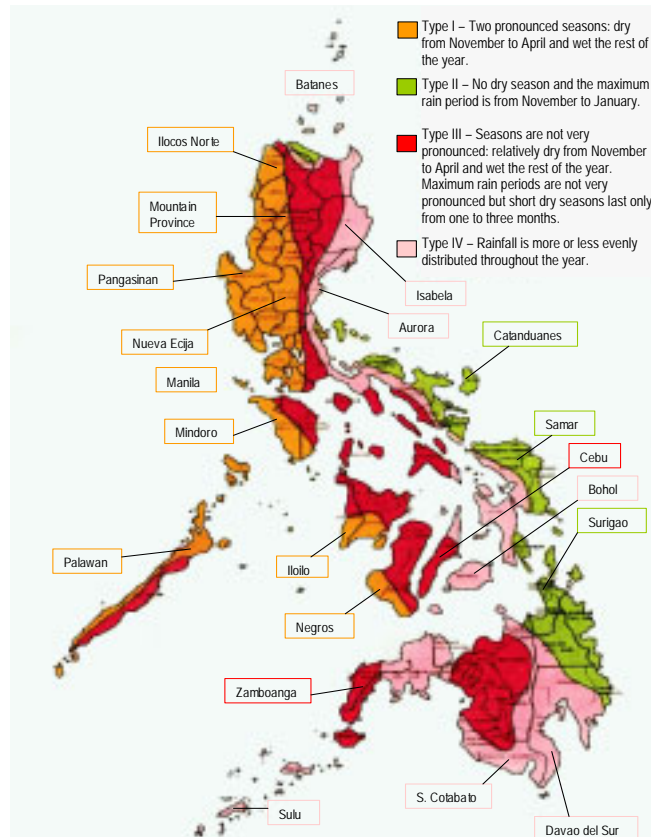 Type I – Two pronounced seasons: dry
from November to April and wet the rest of
the year.
Batanes
Type II – No dry season and the maximum
rain period is from November to January.
Ilocos Norte
Type III – Seasons are not very
pronounced: relatively dry from November
to April and wet the rest of the year.
Maximum rain periods are not very
pronounced but short dry seasons last only
from one to three months.
Mountain
Province
Type IV – Rainfall is more or less evenly
distributed throughout the year.
Pangasinan
Isabela
Aurora
Nueva Ecija
Catanduanes
Manila
Mindoro
Samar
Cebu
Bohol
Surigao
Palawan
Iloilo
Negros
Zamboanga
S. Cotabato
Sulu
Davao del Sur